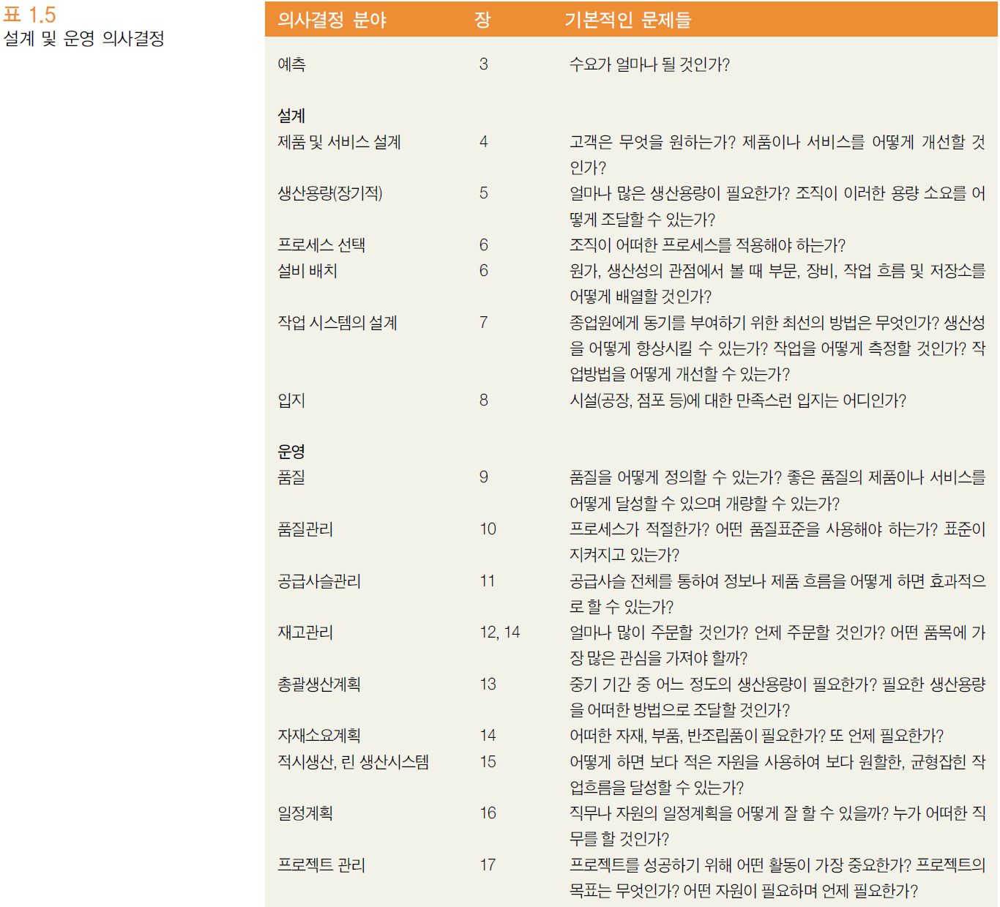 표 1.5
설계 및 운영 의사결정
의사결정 분야 장 기본적인 문제들
예측 3 수요가 얼마나 될 것인가?
설계
제품 및 서비스 설계 4 고객은 무엇을 원하는가? 제품이나 서비스를 어떻게 개선할 것
인가?
생산용량(장기적) 5 얼마나 많은 생산용량이 필요한가? 조직이 이러한 용량 소요를 어
떻게 조달할 수 있는가?
프로세스 선택 6 조직이 어떠한 프로세스를 적용해야 하는가?
설비 배치 6 원가, 생산성의 관점에서 볼 때 부문, 장비, 작업 흐름 및 저장소를
어떻게 배열할 것인가?
작업 시스템의 설계 7 종업원에게 동기를 부여하기 위한 최선의 방법은 무엇인가? 생산성
을 어떻게 향상시킬 수 있는가? 작업을 어떻게 측정할 것인가? 작
업방법을 어떻게 개선할 수 있는가?
입지 8 시설(공장, 점포 등)에 대한 만족스런 입지는 어디인가?
운영
품질 9 품질을 어떻게 정의할 수 있는가? 좋은 품질의 제품이나 서비스를
어떻게 달성할 수 있으며 개량할 수 있는가?
품질관리 10 프로세스가 적절한가? 어떤 품질표준을 사용해야 하는가? 표준이
지켜지고 있는가?
공급사슬관리 11 공급사슬 전체를 통하여 정보나 제품 흐름을 어떻게 하면 효과적으
로 할 수 있는가?
재고관리 12, 14 얼마나 많이 주문할 것인가? 언제 주문할 것인가? 어떤 품목에 가
장 많은 관심을 가져야 할까?
총괄생산계획 13 중기 기간 중 어느 정도의 생산용량이 필요한가? 필요한 생산용량
을 어떠한 방법으로 조달할 것인가?
자재소요계획 14 어떠한 자재, 부품, 반조립품이 필요한가? 또 언제 필요한가?
적시생산, 린 생산시스템 15 어떻게 하면 보다 적은 자원을 사용하여 보다 원할한, 균형잡힌 작
업흐름을 달성할 수 있는가?
일정계획 16 직무나 자원의 일정계획을 어떻게 잘 할 수 있을까? 누가 어떠한 직
무를 할 것인가?
프로젝트 관리 17 프로젝트를 성공하기 위해 어떤 활동이 가장 중요한가? 프로젝트의
목표는 무엇인가? 어떤 자원이 필요하며 언제 필요한가?